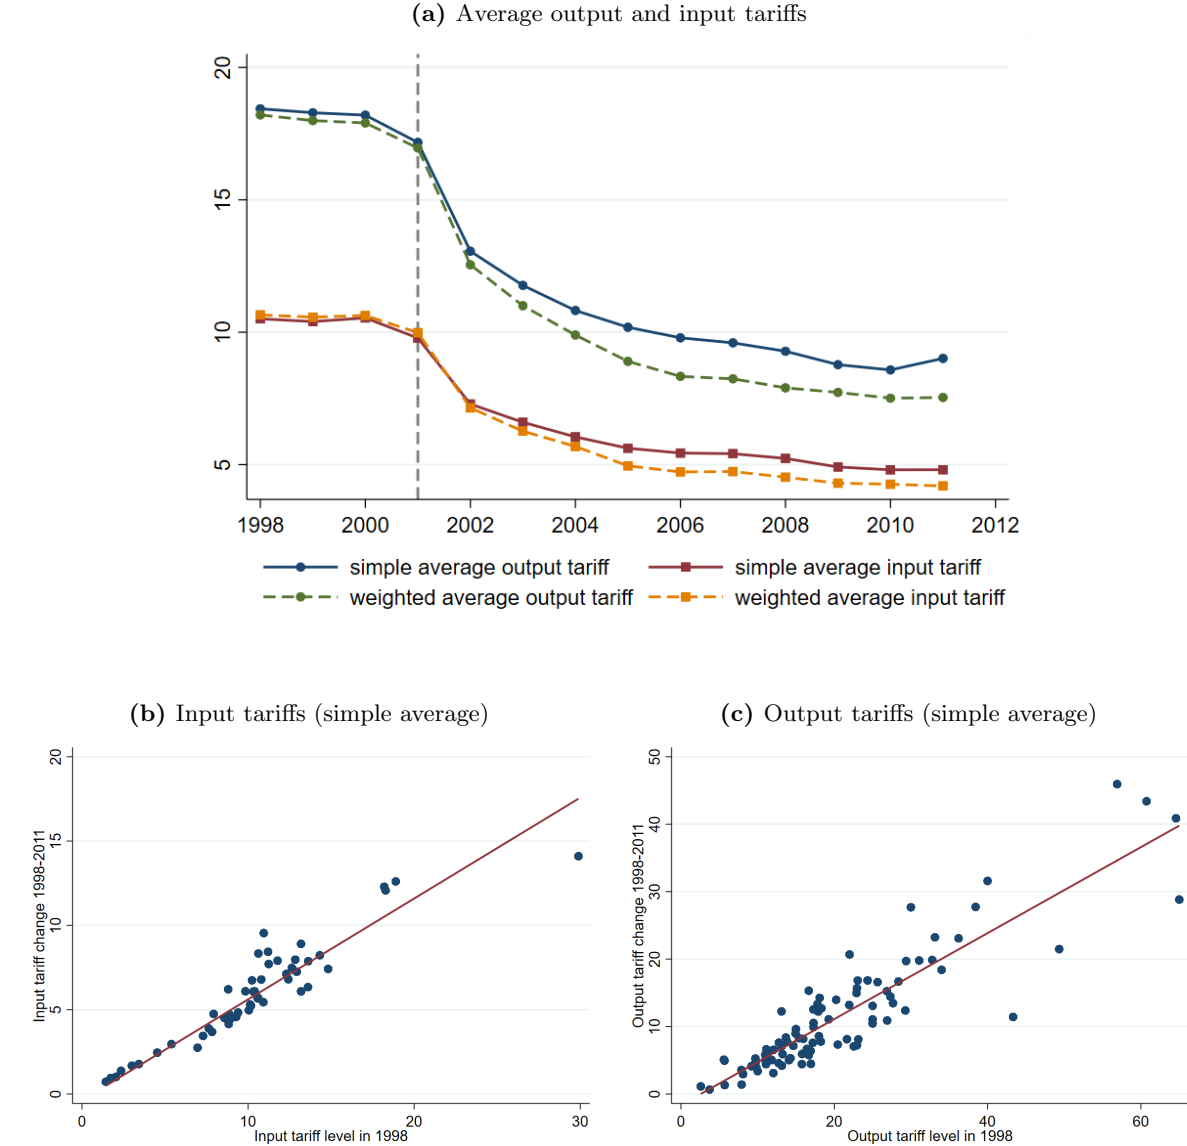 (a) Average output and input tariffs
20
15
10
5
1998 2000 2002 2004 2006 2008 2010 2012
simple average output tariff simple average input tariff
weighted average output tariff weighted average input tariff
(b) Input tariffs (simple average)
Input tariff change 1998-2011
20
15
10
5
0
0 10 20 30
Input tariff level in 1998
(c) Output tariffs (simple average)
Output tariff change 1998-2011
50
40
30
20
10
0
0 20 40 60
Output tariff level in 1998